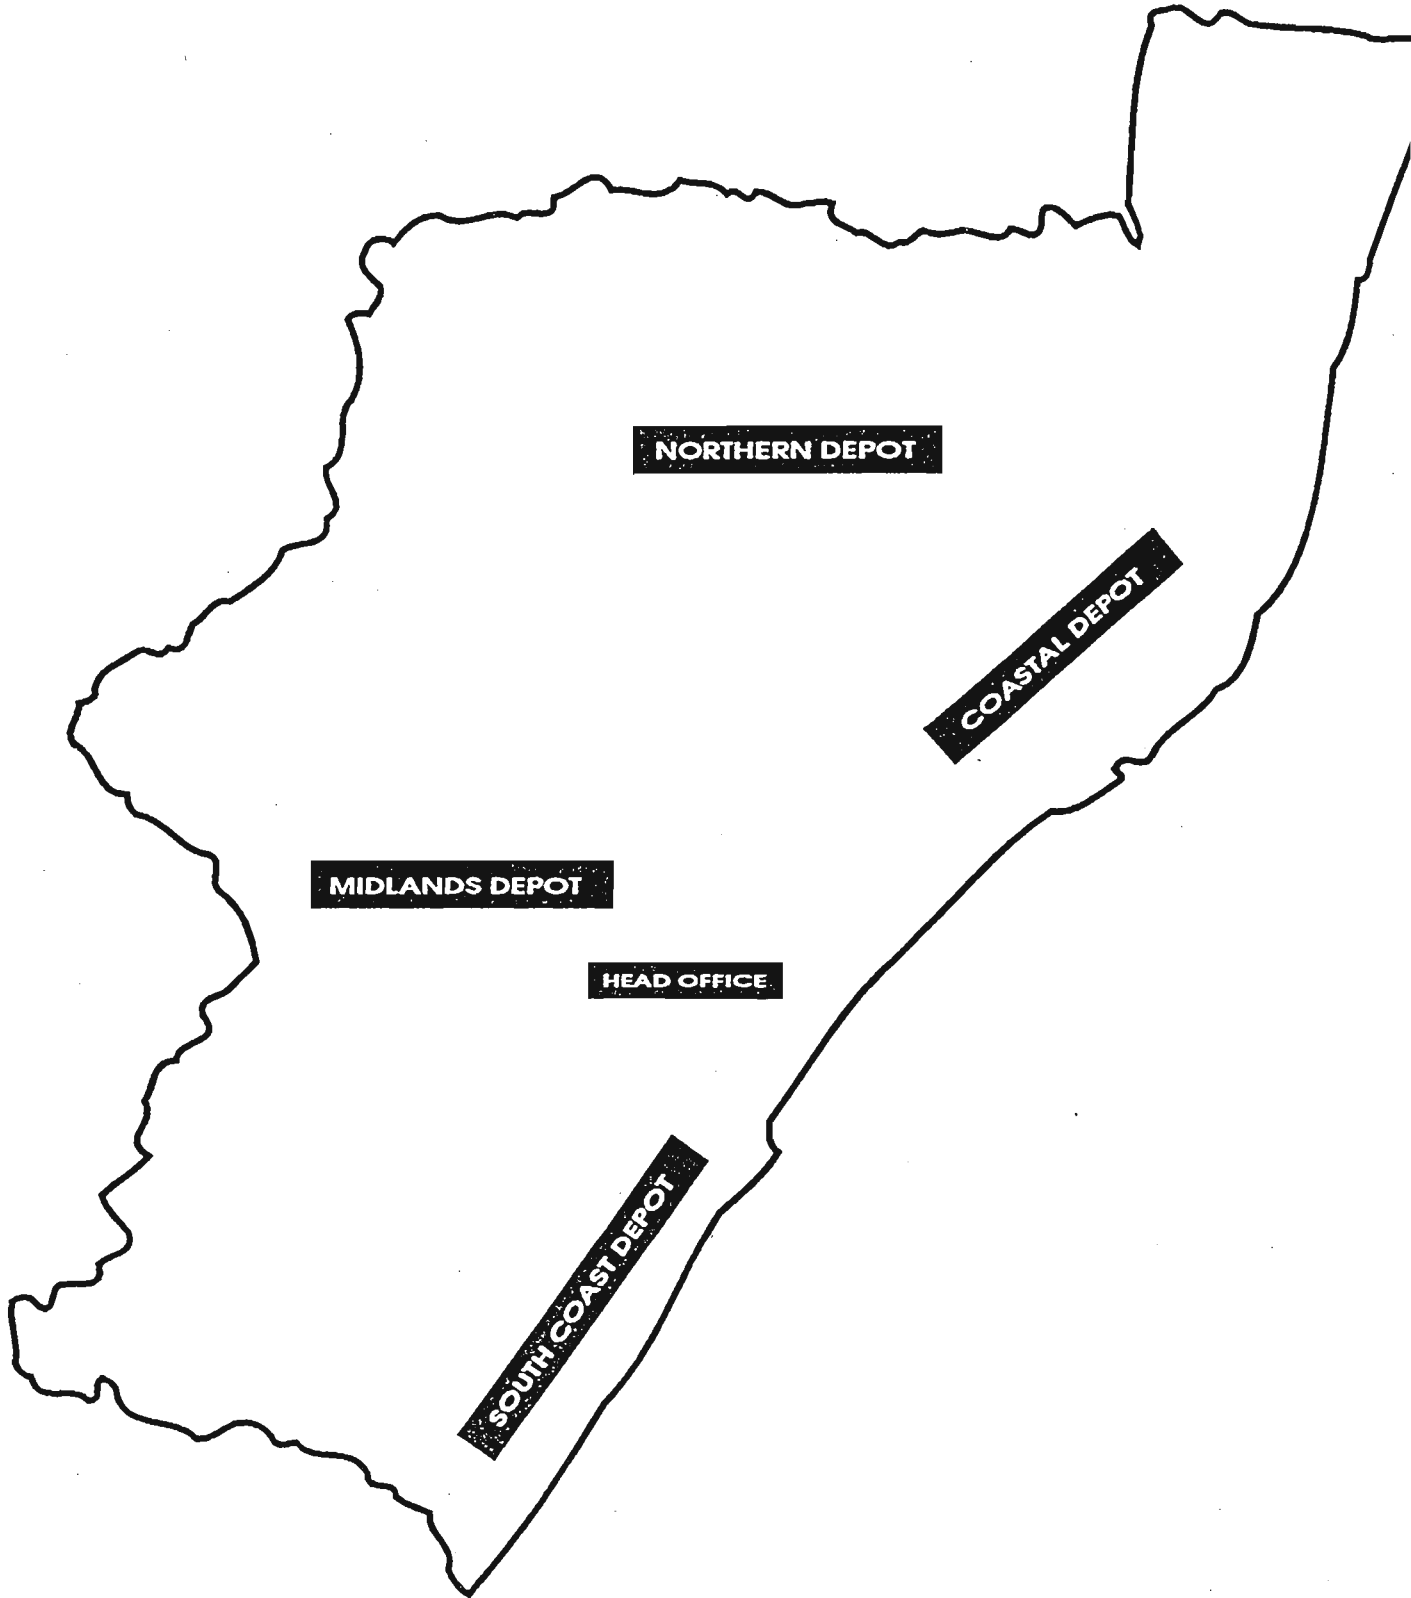 NORTHERN DEPOT
COASTAL DEPOT
MIDLANDS DEPOT
HEAD OFFICE
SOUTH COAST DEPOT